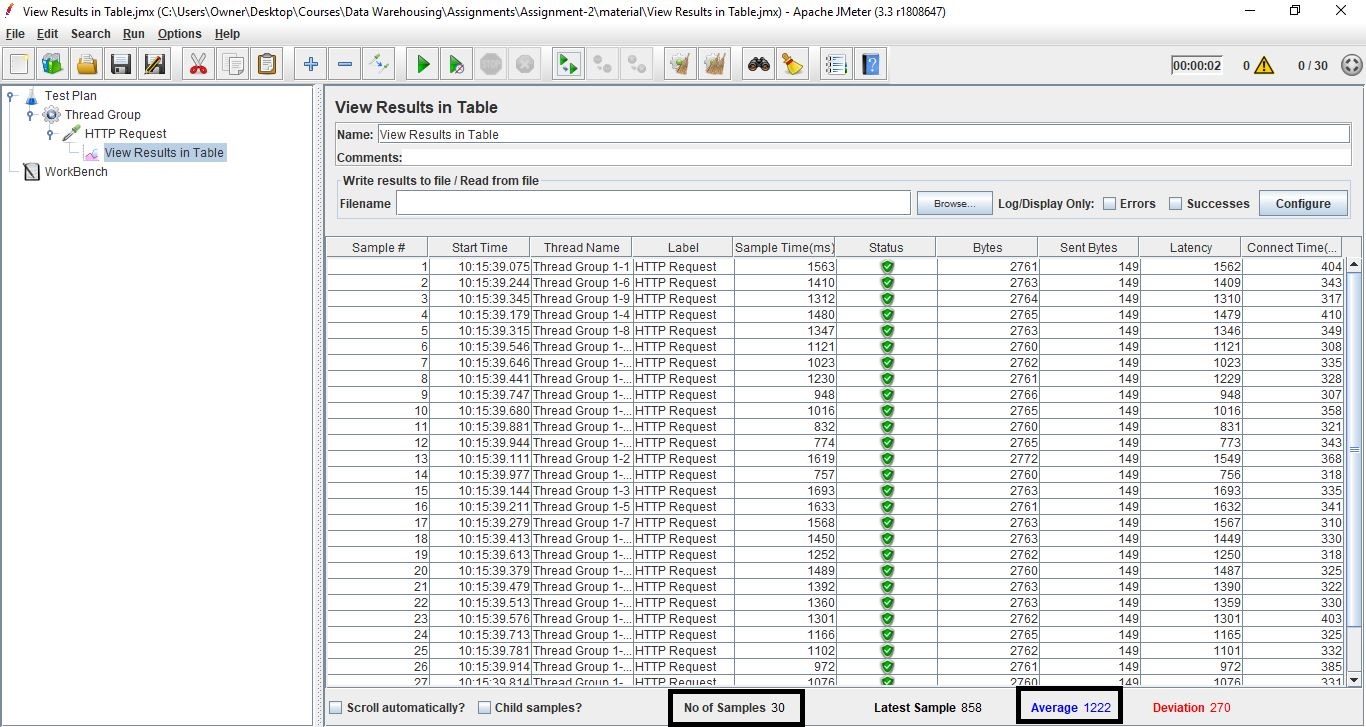 View Results in Table.jmx (C:\Users\Owner\Desktop\Courses\Data Warehousing\Assignments\Assignment-2\material\View Results in Table.jmx) - Apache JMeter (3.3 r1808647)
File Edit Search Run Options Help
00:00:02 0 0 / 30
Test Plan
Thread Group
HTTP Request
View Results in Table
WorkBench
View Results in Table
Name: View Results in Table
Comments:
Write results to file / Read from file
Filename Browse... Log/Display Only: Errors Successes Configure
Sample # Start Time Thread Name Label Sample Time(ms) Status Bytes Sent Bytes Latency Connect Time(...
1 10:15:39.075 Thread Group 1-1 HTTP Request 1563 2761 149 1562 404
2 10:15:39.244 Thread Group 1-6 HTTP Request 1410 2763 149 1409 343
3 10:15:39.345 Thread Group 1-9 HTTP Request 1312 2764 149 1310 317
4 10:15:39.179 Thread Group 1-4 HTTP Request 1480 2765 149 1479 410
5 10:15:39.315 Thread Group 1-8 HTTP Request 1347 2763 149 1346 349
6 10:15:39.546 Thread Group 1-... HTTP Request 1121 2760 149 1121 308
7 10:15:39.646 Thread Group 1-... HTTP Request 1023 2762 149 1023 335
8 10:15:39.441 Thread Group 1-... HTTP Request 1230 2761 149 1229 328
9 10:15:39.747 Thread Group 1-... HTTP Request 948 2766 149 948 307
10 10:15:39.680 Thread Group 1-... HTTP Request 1016 2765 149 1016 358
11 10:15:39.881 Thread Group 1-... HTTP Request 832 2760 149 831 321
12 10:15:39.944 Thread Group 1-... HTTP Request 774 2765 149 773 343
13 10:15:39.111 Thread Group 1-2 HTTP Request 1619 2772 149 1549 368
14 10:15:39.977 Thread Group 1-... HTTP Request 757 2760 149 756 318
15 10:15:39.144 Thread Group 1-3 HTTP Request 1693 2763 149 1693 335
16 10:15:39.211 Thread Group 1-5 HTTP Request 1633 2761 149 1632 341
17 10:15:39.279 Thread Group 1-7 HTTP Request 1568 2763 149 1567 310
18 10:15:39.413 Thread Group 1-... HTTP Request 1450 2763 149 1449 330
19 10:15:39.613 Thread Group 1-... HTTP Request 1252 2762 149 1250 318
20 10:15:39.379 Thread Group 1-... HTTP Request 1489 2760 149 1487 325
21 10:15:39.479 Thread Group 1-... HTTP Request 1392 2763 149 1390 322
22 10:15:39.513 Thread Group 1-... HTTP Request 1360 2763 149 1359 330
23 10:15:39.576 Thread Group 1-... HTTP Request 1301 2762 149 1301 403
24 10:15:39.713 Thread Group 1-... HTTP Request 1166 2765 149 1165 325
25 10:15:39.781 Thread Group 1-... HTTP Request 1102 2762 149 1101 332
26 10:15:39.914 Thread Group 1-... HTTP Request 972 2761 149 972 385
27 10:15:39.814 Thread Group 1-... HTTP Request 1076 2760 149 1076 331
Scroll automatically? Child samples? No of Samples 30 Latest Sample 858 Average 1222 Deviation 270